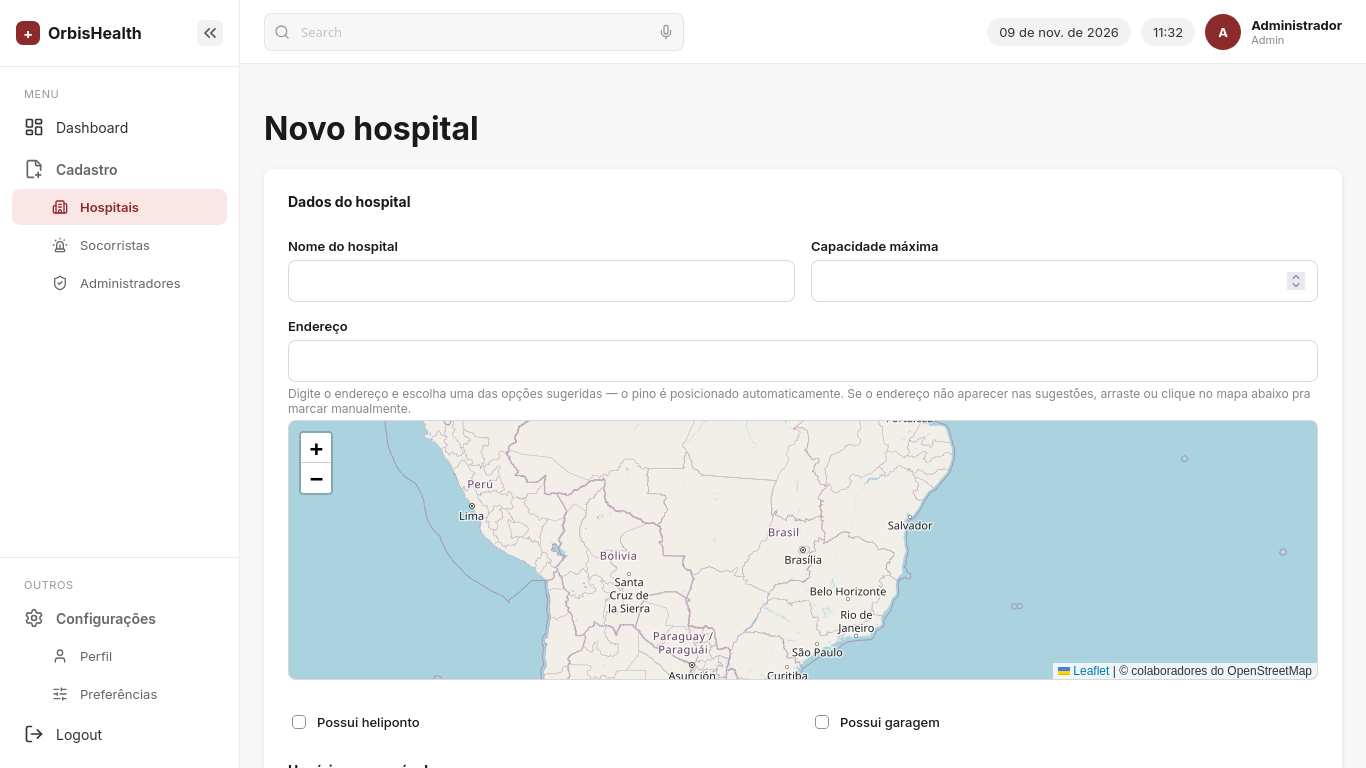 + OrbisHealth
Search
09 de nov. de 2026
11:32
A
Administrador
Admin
MENU
Dashboard
Cadastro
Hospitais
Socorristas
Administradores
OUTROS
Configurações
Perfil
Preferências
Logout
Novo hospital
Dados do hospital
Nome do hospital
Capacidade máxima
Endereço
Digite o endereço e escolha uma das opções sugeridas — o pino é posicionado automaticamente. Se o endereço não aparecer nas sugestões, arraste ou clique no mapa abaixo pra
marcar manualmente.
+
−
Perú
Lima
Brasil
Salvador
Brasília
Bolivia
Santa
Cruz de
la Sierra
Belo Horizonte
Rio de
Janeiro
Paraguay /
Paraguái
São Paulo
Asunción
Curitiba
Leaflet | © colaboradores do OpenStreetMap
Possui heliponto
Possui garagem